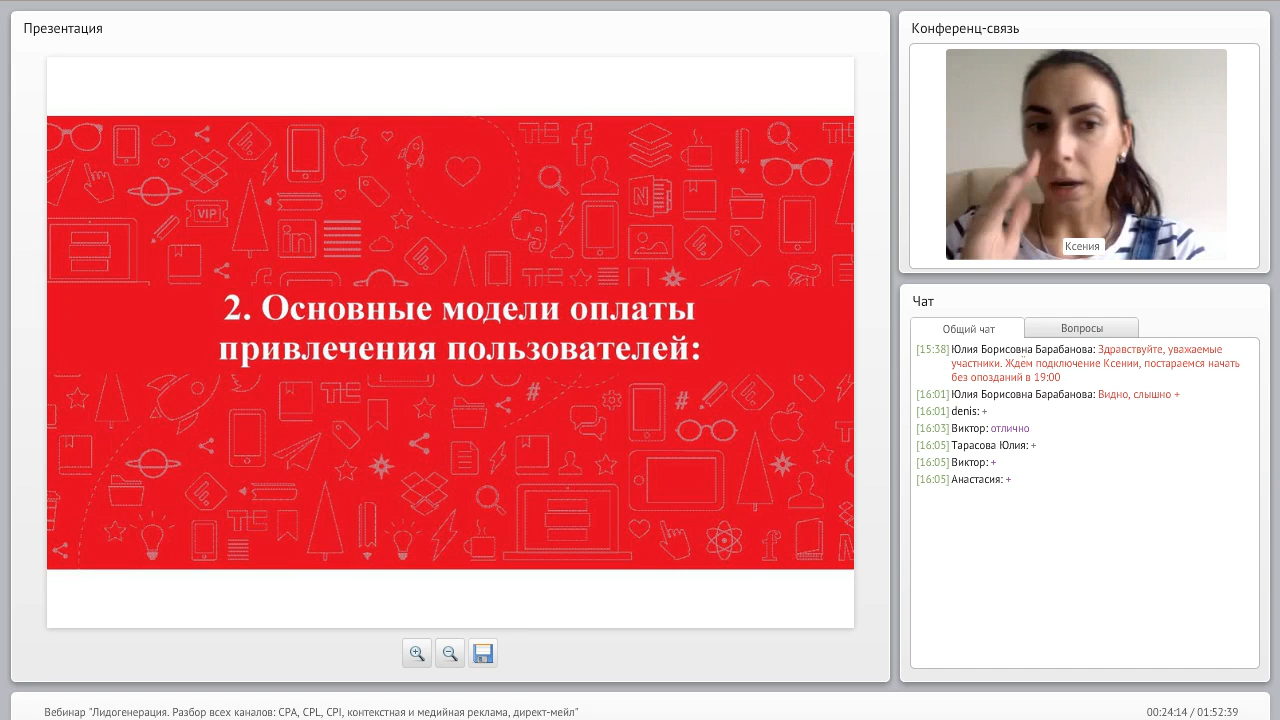 Презентация
VIP
2. Основные модели оплаты
привлечения пользователей:
Конференц-связь
Ксения
Чат
Общий чат
Вопросы
[15:38] Юлия Борисовна Барабанова: Здравствуйте, уважаемые
участники. Ждём подключение Ксении, постараемся начать
без опозданий в 19:00
[16:01] Юлия Борисовна Барабанова: Видно, слышно +
[16:01] denis: +
[16:03] Виктор: отлично
[16:05] Тарасова Юлия: +
[16:05] Виктор: +
[16:05] Анастасия: +
Вебинар "Лидогенерация. Разбор всех каналов: CPA, CPL, CPI, контекстная и медийная реклама, директ-мейл"
00:24:14 / 01:52:39